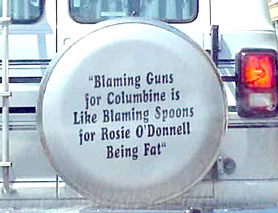 "Blaming Guns
for Columbine is
Like Blaming Spoons
for Rosie O'Donnell
Being Fat"